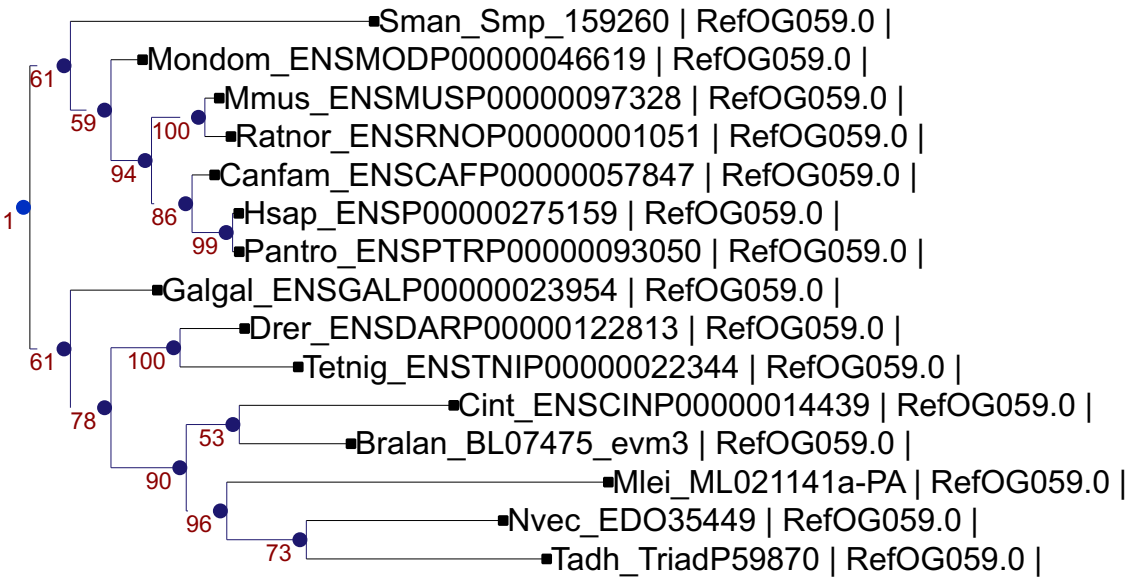 Sman_Smp_159260 | RefOG059.0 |
61
Mondom_ENSMODP00000046619 | RefOG059.0 |
Mmus_ENSMUSP00000097328 | RefOG059.0 |
59
100
Ratnor_ENSRNOP00000001051 | RefOG059.0 |
94
Canfam_ENSCAFP00000057847 | RefOG059.0 |
1
86
Hsap_ENSP00000275159 | RefOG059.0 |
99
Pantro_ENSPTRP00000093050 | RefOG059.0 |
Galgal_ENSGALP00000023954 | RefOG059.0 |
Drer_ENSDARP00000122813 | RefOG059.0 |
61
100
Tetnig_ENSTNIP00000022344 | RefOG059.0 |
Cint_ENSCINP00000014439 | RefOG059.0 |
78
53
Bralan_BL07475_evm3 | RefOG059.0 |
90
Mlei_ML021141a-PA | RefOG059.0 |
96
Nvec_EDO35449 | RefOG059.0 |
73
Tadh_TriadP59870 | RefOG059.0 |